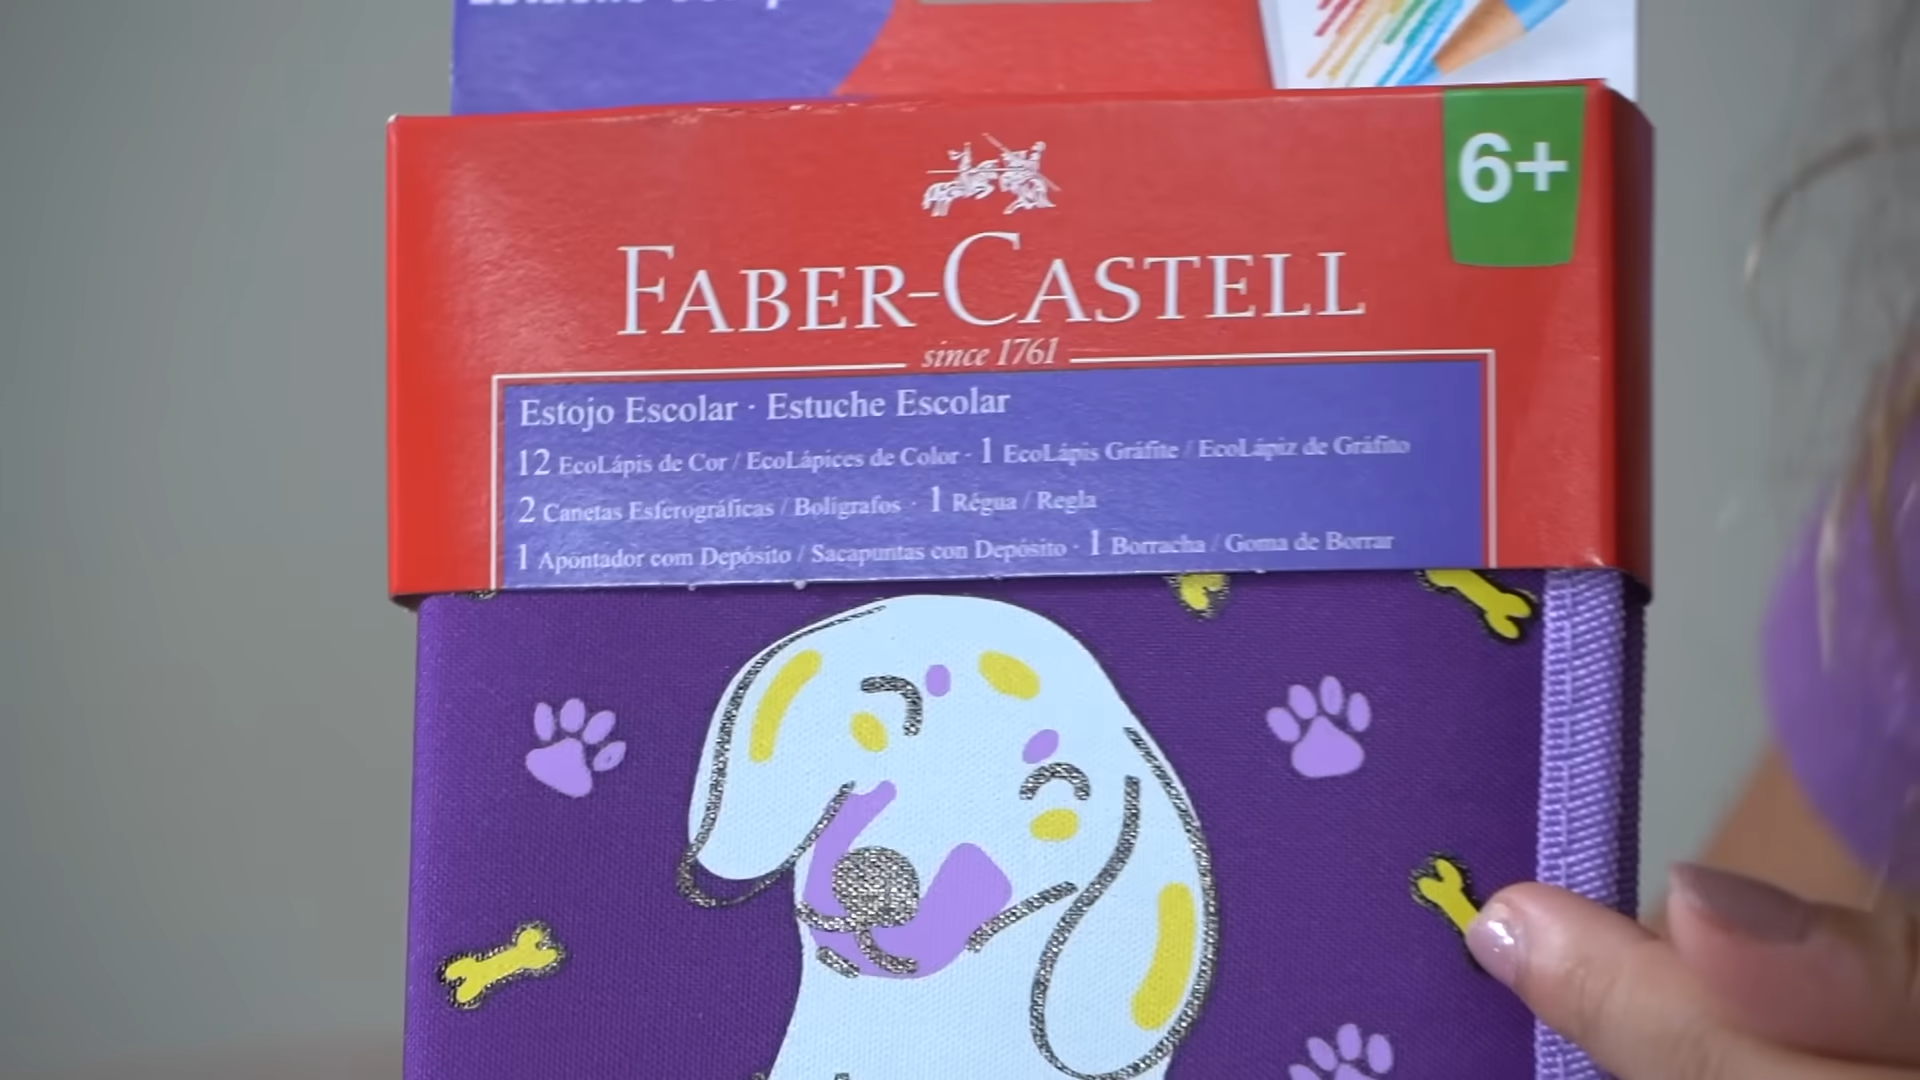 6+
FABER-CASTELL
since 1761
Estojo Escolar · Estuche Escolar
12 EcoLápis de Cor / EcoLápices de Color · 1 EcoLápis Gráfite / EcoLápiz de Gráfito
2 Canetas Esferográficas / Bolígrafos · 1 Régua / Regla
1 Apontador com Depósito / Sacapuntas con Depósito · 1 Borracha / Goma de Borrar